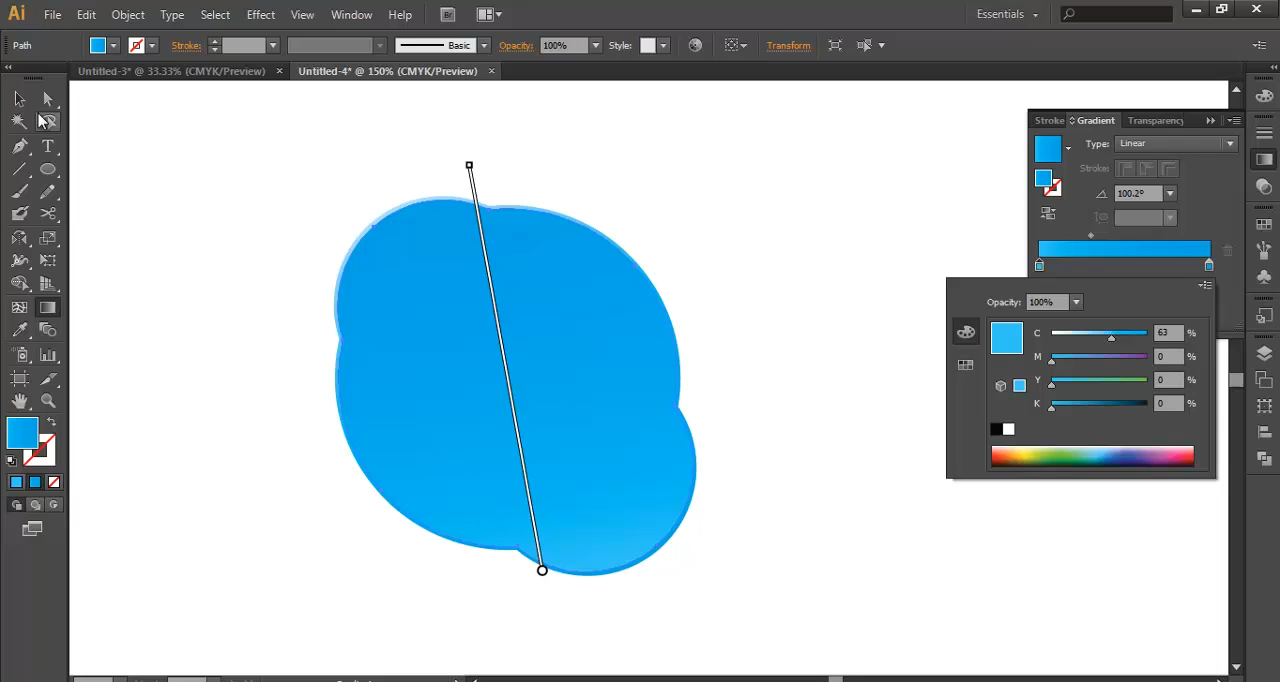 Ai File Edit Object Type Select Effect View Window Help Br Essentials
Path Stroke: Basic Opacity: 100% Style: Transform
Untitled-3* @ 33.33% (CMYK/Preview) × Untitled-4* @ 150% (CMYK/Preview) ×
Stroke Gradient Transparency
Type: Linear
Stroke:
100.2°
Opacity: 100%
C 63 %
M 0 %
Y 0 %
K 0 %
T